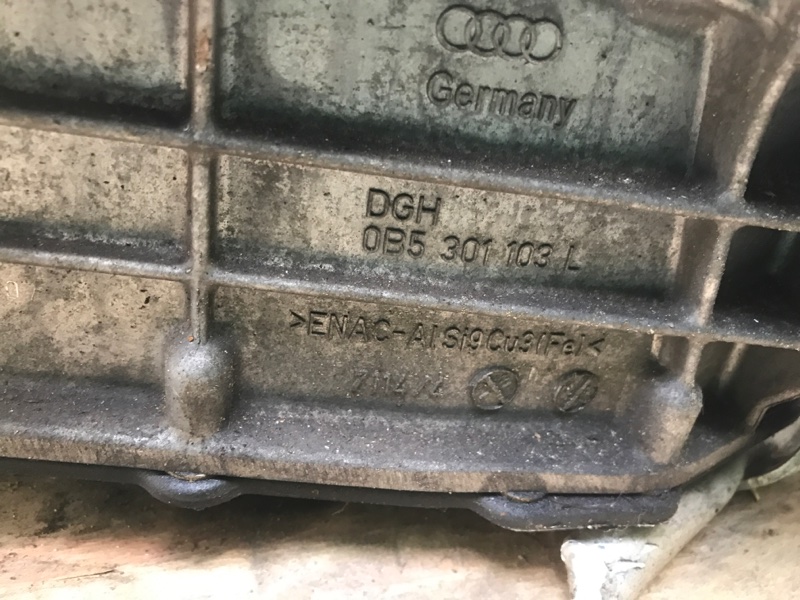 Germany
DGH
0B5 301 103 L
>ENAC-AlSi9Cu3(Fe)<